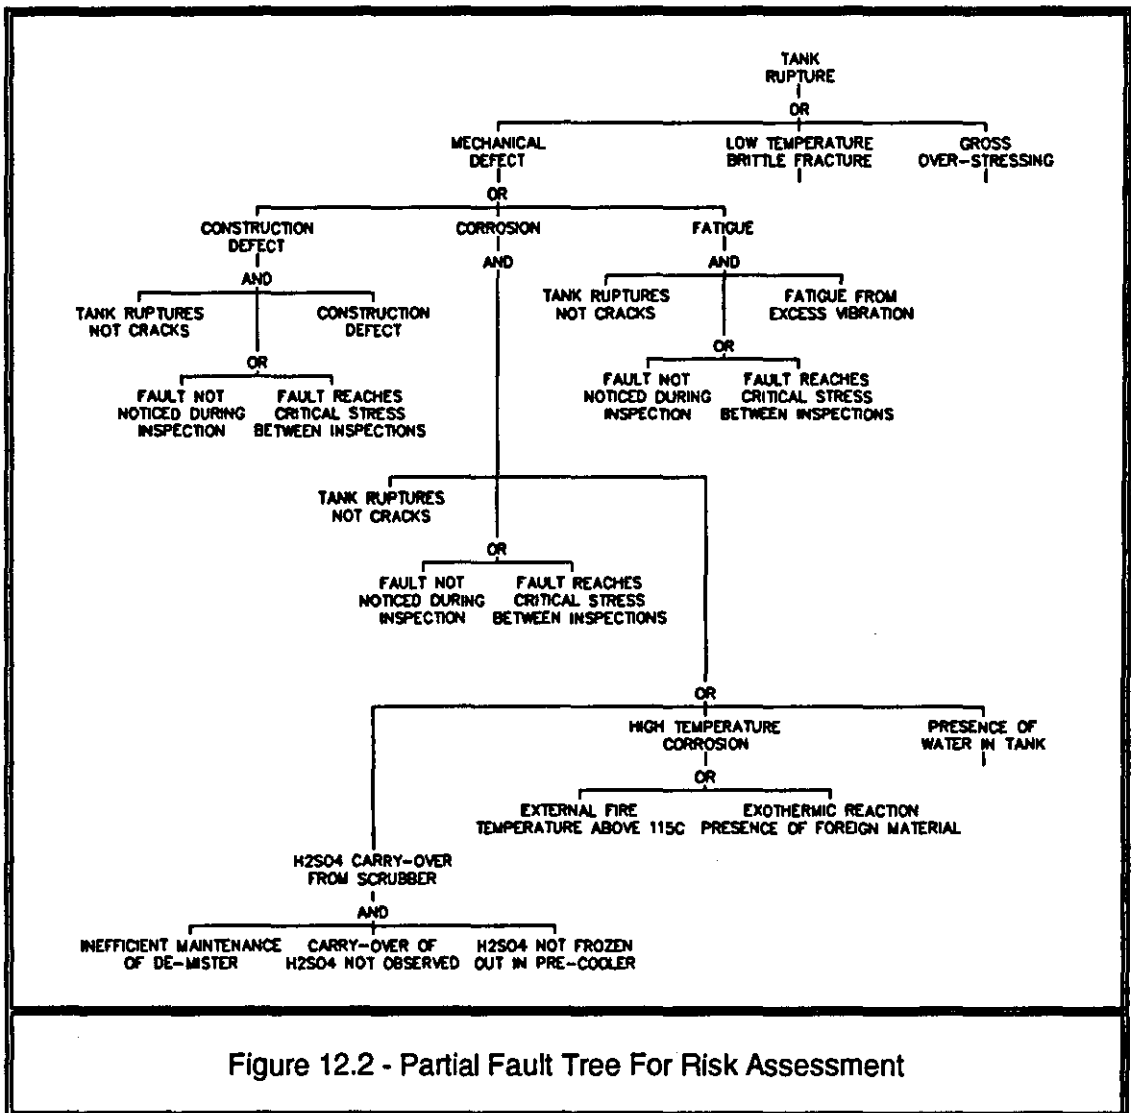 TANK
RUPTURE
OR
MECHANICAL
DEFECT
LOW TEMPERATURE
BRITTLE FRACTURE
GROSS
OVER-STRESSING
OR
CONSTRUCTION
DEFECT
CORROSION
FATIGUE
AND
AND
AND
TANK RUPTURES
NOT CRACKS
CONSTRUCTION
DEFECT
TANK RUPTURES
NOT CRACKS
FATIGUE FROM
EXCESS VIBRATION
OR
FAULT NOT
NOTICED DURING
INSPECTION
FAULT REACHES
CRITICAL STRESS
BETWEEN INSPECTIONS
OR
FAULT NOT
NOTICED DURING
INSPECTION
FAULT REACHES
CRITICAL STRESS
BETWEEN INSPECTIONS
TANK RUPTURES
NOT CRACKS
OR
FAULT NOT
NOTICED DURING
INSPECTION
FAULT REACHES
CRITICAL STRESS
BETWEEN INSPECTIONS
OR
HIGH TEMPERATURE
CORROSION
PRESENCE OF
WATER IN TANK
OR
EXTERNAL FIRE
TEMPERATURE ABOVE 115C
EXOTHERMIC REACTION
PRESENCE OF FOREIGN MATERIAL
H2SO4 CARRY-OVER
FROM SCRUBBER
AND
INEFFICIENT MAINTENANCE
OF DE-MISTER
CARRY-OVER OF
H2SO4 NOT OBSERVED
H2SO4 NOT FROZEN
OUT IN PRE-COOLER
Figure 12.2 - Partial Fault Tree For Risk Assessment